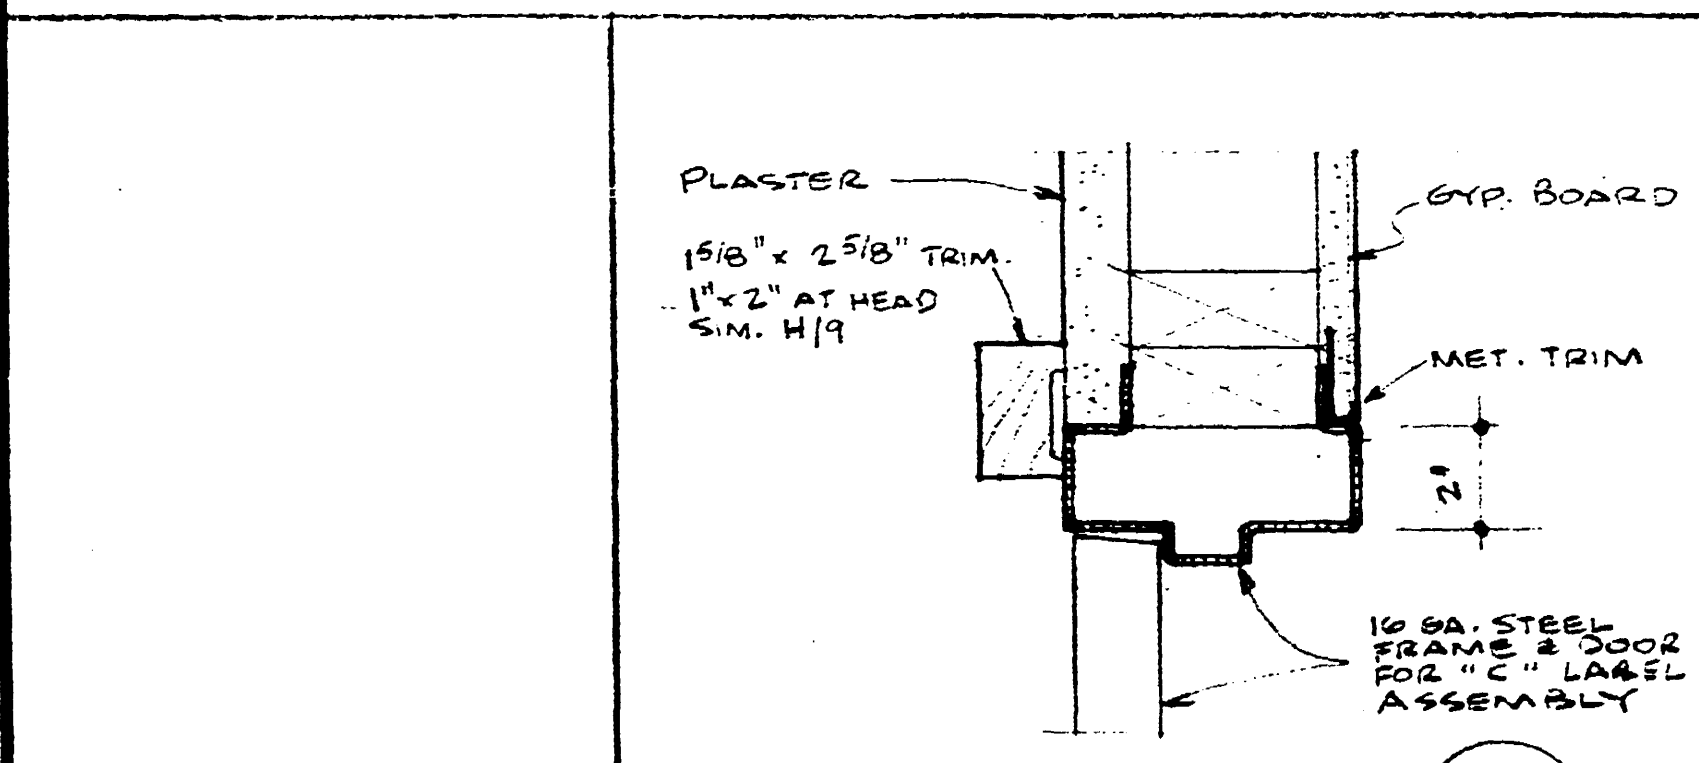 PLASTER
1 5/8" x 2 5/8" TRIM.
1" x 2" AT HEAD
SIM. H/9
GYP. BOARD
MET. TRIM
2"
16 GA. STEEL
FRAME & DOOR
FOR "C" LABEL
ASSEMBLY